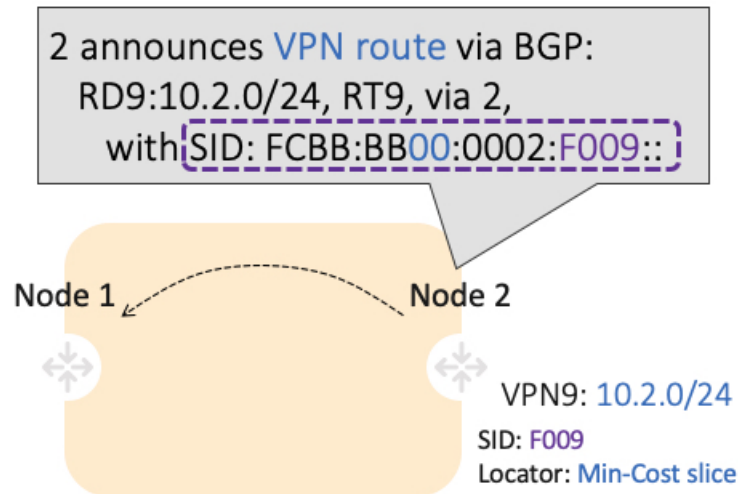 2 announces VPN route via BGP:
RD9:10.2.0/24, RT9, via 2,
with SID: FCBB:BB00:0002:F009::
Node 1
Node 2
VPN9: 10.2.0/24
SID: F009
Locator: Min-Cost slice